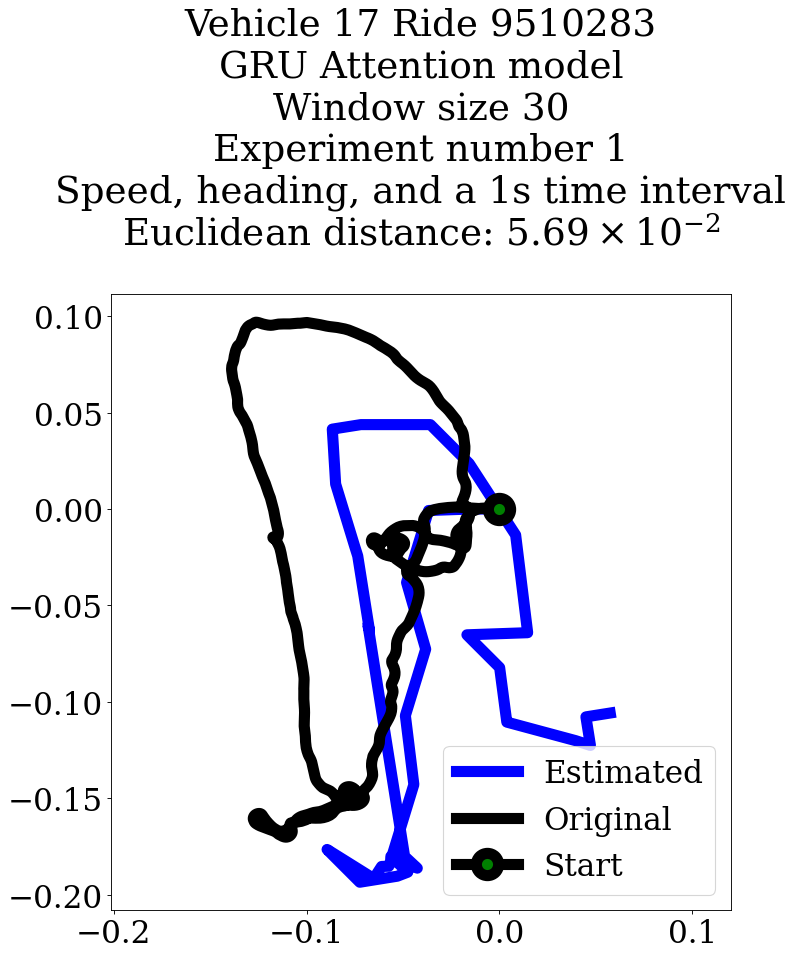 Vehicle 17 Ride 9510283
GRU Attention model
Window size 30
Experiment number 1
Speed, heading, and a 1s time interval
Euclidean distance: 5.69 × 10⁻²
0.10
0.05
0.00
−0.05
−0.10
−0.15
−0.20
Estimated
Original
Start
−0.2
−0.1
0.0
0.1